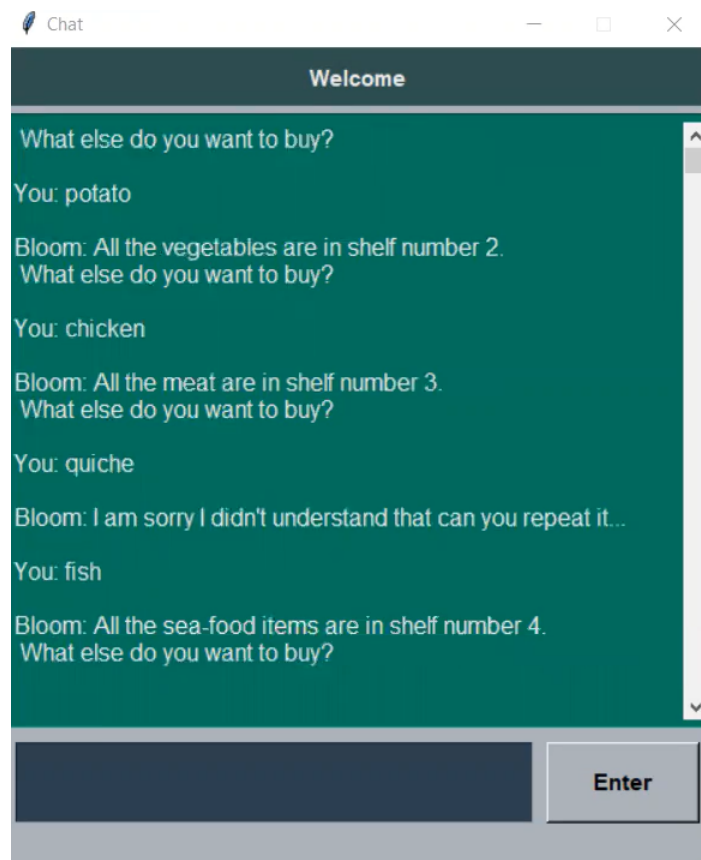 Chat
Welcome
What else do you want to buy?
You: potato
Bloom: All the vegetables are in shelf number 2.
What else do you want to buy?
You: chicken
Bloom: All the meat are in shelf number 3.
What else do you want to buy?
You: quiche
Bloom: I am sorry I didn't understand that can you repeat it...
You: fish
Bloom: All the sea-food items are in shelf number 4.
What else do you want to buy?
Enter